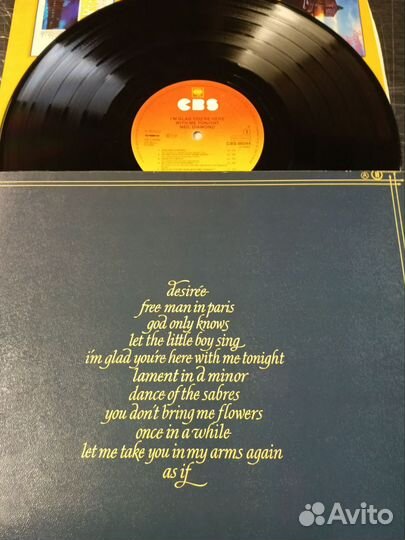 CBS
I'M GLAD YOU'RE HERE
WITH ME TONIGHT
NEIL DIAMOND
desirée
free man in paris
god only knows
let the little boy sing
i'm glad you're here with me tonight
lament in d minor
dance of the sabres
you don't bring me flowers
once in a while
let me take you in my arms again
as if
Avito